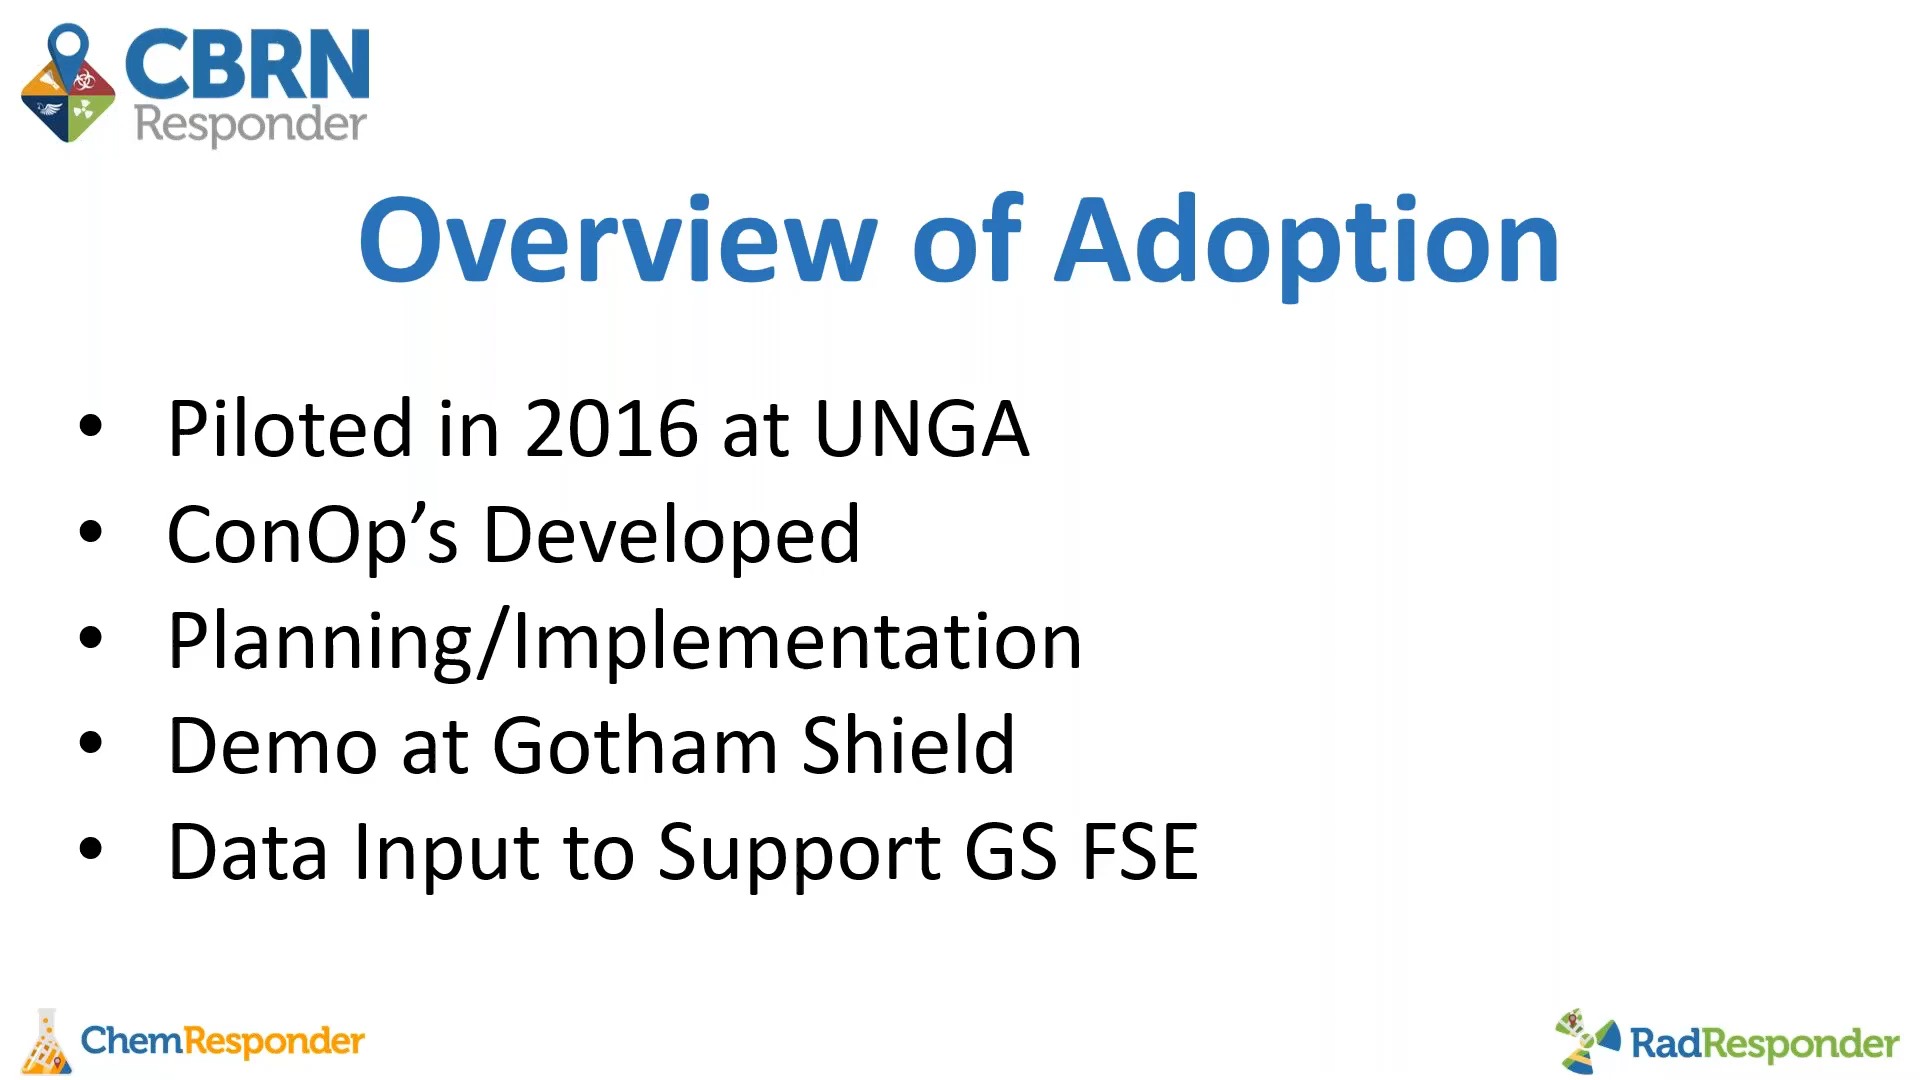 CBRN
Responder
Overview of Adoption
• Piloted in 2016 at UNGA
• ConOp’s Developed
• Planning/Implementation
• Demo at Gotham Shield
• Data Input to Support GS FSE
ChemResponder
RadResponder